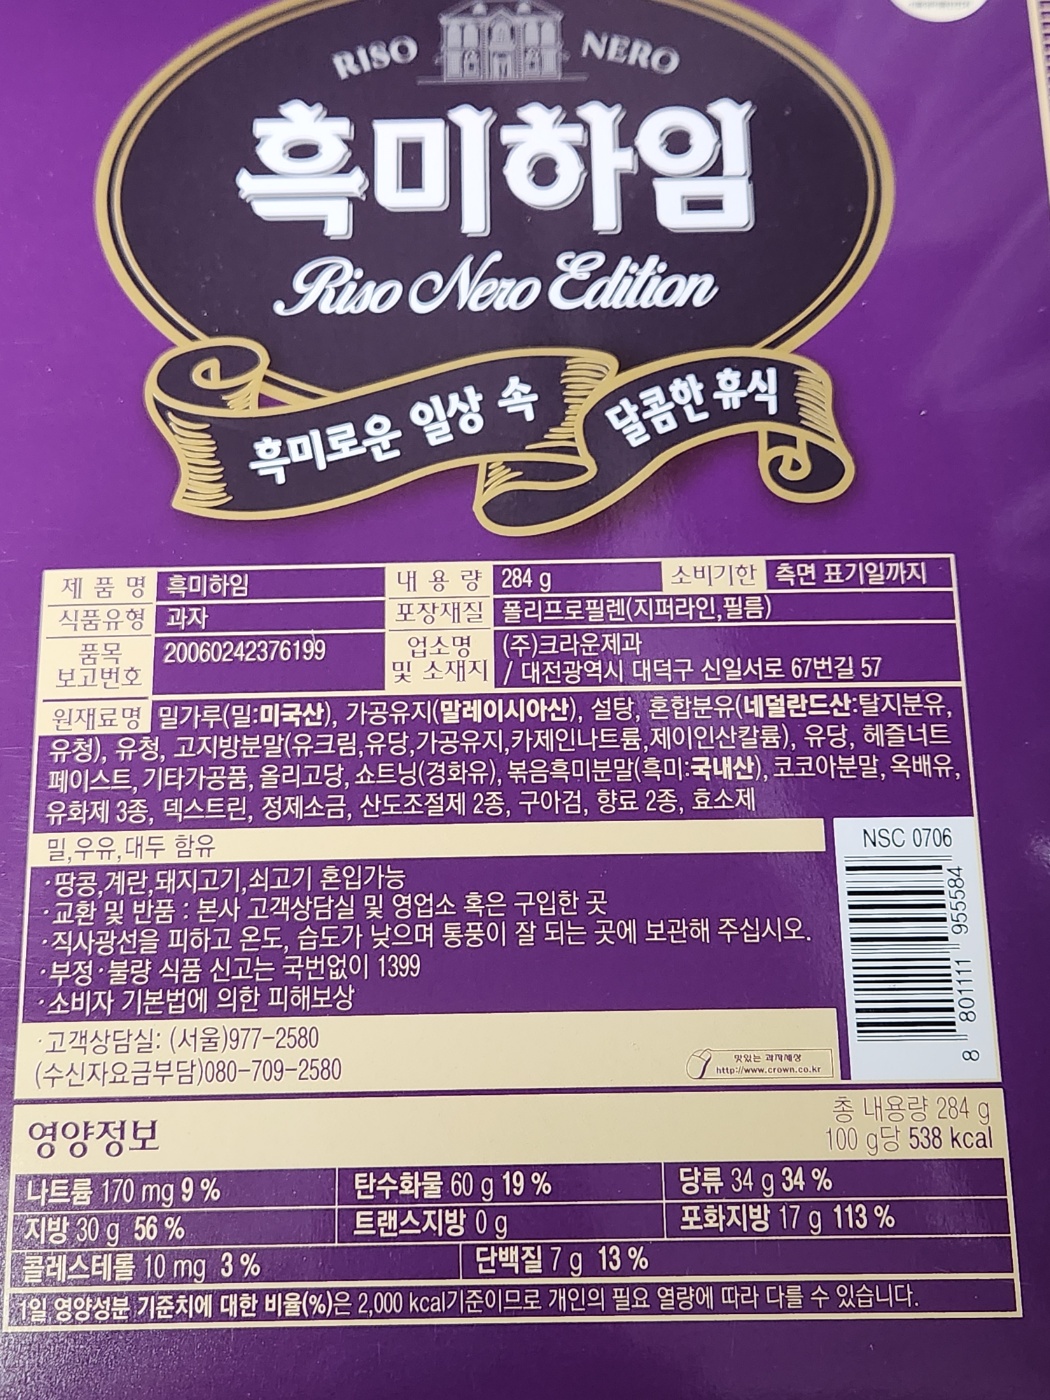 RISO NERO
흑미하임
Riso Nero Edition
흑미로운 일상 속 달콤한 휴식
제 품 명 흑미하임 내 용 량 284 g 소비기한 측면 표기일까지
식품유형 과자 포장재질 폴리프로필렌(지퍼라인,필름)
품목 보고번호 20060242376199 업소명 및 소재지 (주)크라운제과 / 대전광역시 대덕구 신일서로 67번길 57
원재료명 밀가루(밀:미국산), 가공유지(말레이시아산), 설탕, 혼합분유(네덜란드산:탈지분유,
유청), 유청, 고지방분말(유크림,유당,가공유지,카제인나트륨,제이인산칼륨), 유당, 헤즐너트
페이스트, 기타가공품, 올리고당, 쇼트닝(경화유), 볶음흑미분말(흑미:국내산), 코코아분말, 옥배유,
유화제 3종, 덱스트린, 정제소금, 산도조절제 2종, 구아검, 향료 2종, 효소제
밀,우유,대두 함유
·땅콩,계란,돼지고기,쇠고기 혼입가능
·교환 및 반품 : 본사 고객상담실 및 영업소 혹은 구입한 곳
·직사광선을 피하고 온도, 습도가 낮으며 통풍이 잘 되는 곳에 보관해 주십시오.
·부정·불량 식품 신고는 국번없이 1399
·소비자 기본법에 의한 피해보상
·고객상담실: (서울)977-2580
(수신자요금부담)080-709-2580
맛있는 과자세상
http://www.crown.co.kr
NSC 0706
8 801111 955584
영양정보
총 내용량 284 g
100 g당 538 kcal
나트륨 170 mg 9 % 탄수화물 60 g 19 % 당류 34 g 34 %
지방 30 g 56 % 트랜스지방 0 g 포화지방 17 g 113 %
콜레스테롤 10 mg 3 % 단백질 7 g 13 %
1일 영양성분 기준치에 대한 비율(%)은 2,000 kcal기준이므로 개인의 필요 열량에 따라 다를 수 있습니다.